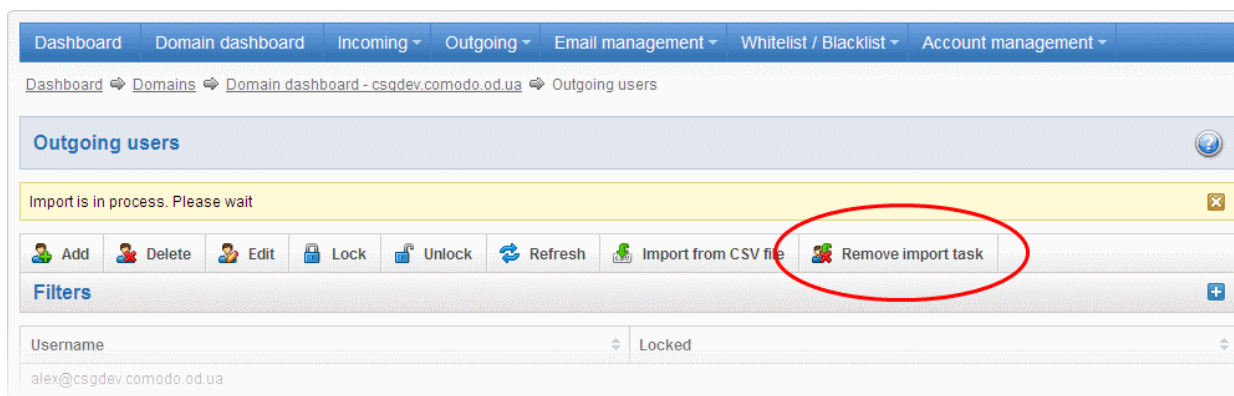 Dashboard Domain dashboard Incoming Outgoing Email management Whitelist / Blacklist Account management
Dashboard Domains Domain dashboard - csgdev.comodo.od.ua Outgoing users
Outgoing users
Import is in process. Please wait
Add Delete Edit Lock Unlock Refresh Import from CSV file Remove import task
Filters
Username Locked
alex@csgdev.comodo.od.ua